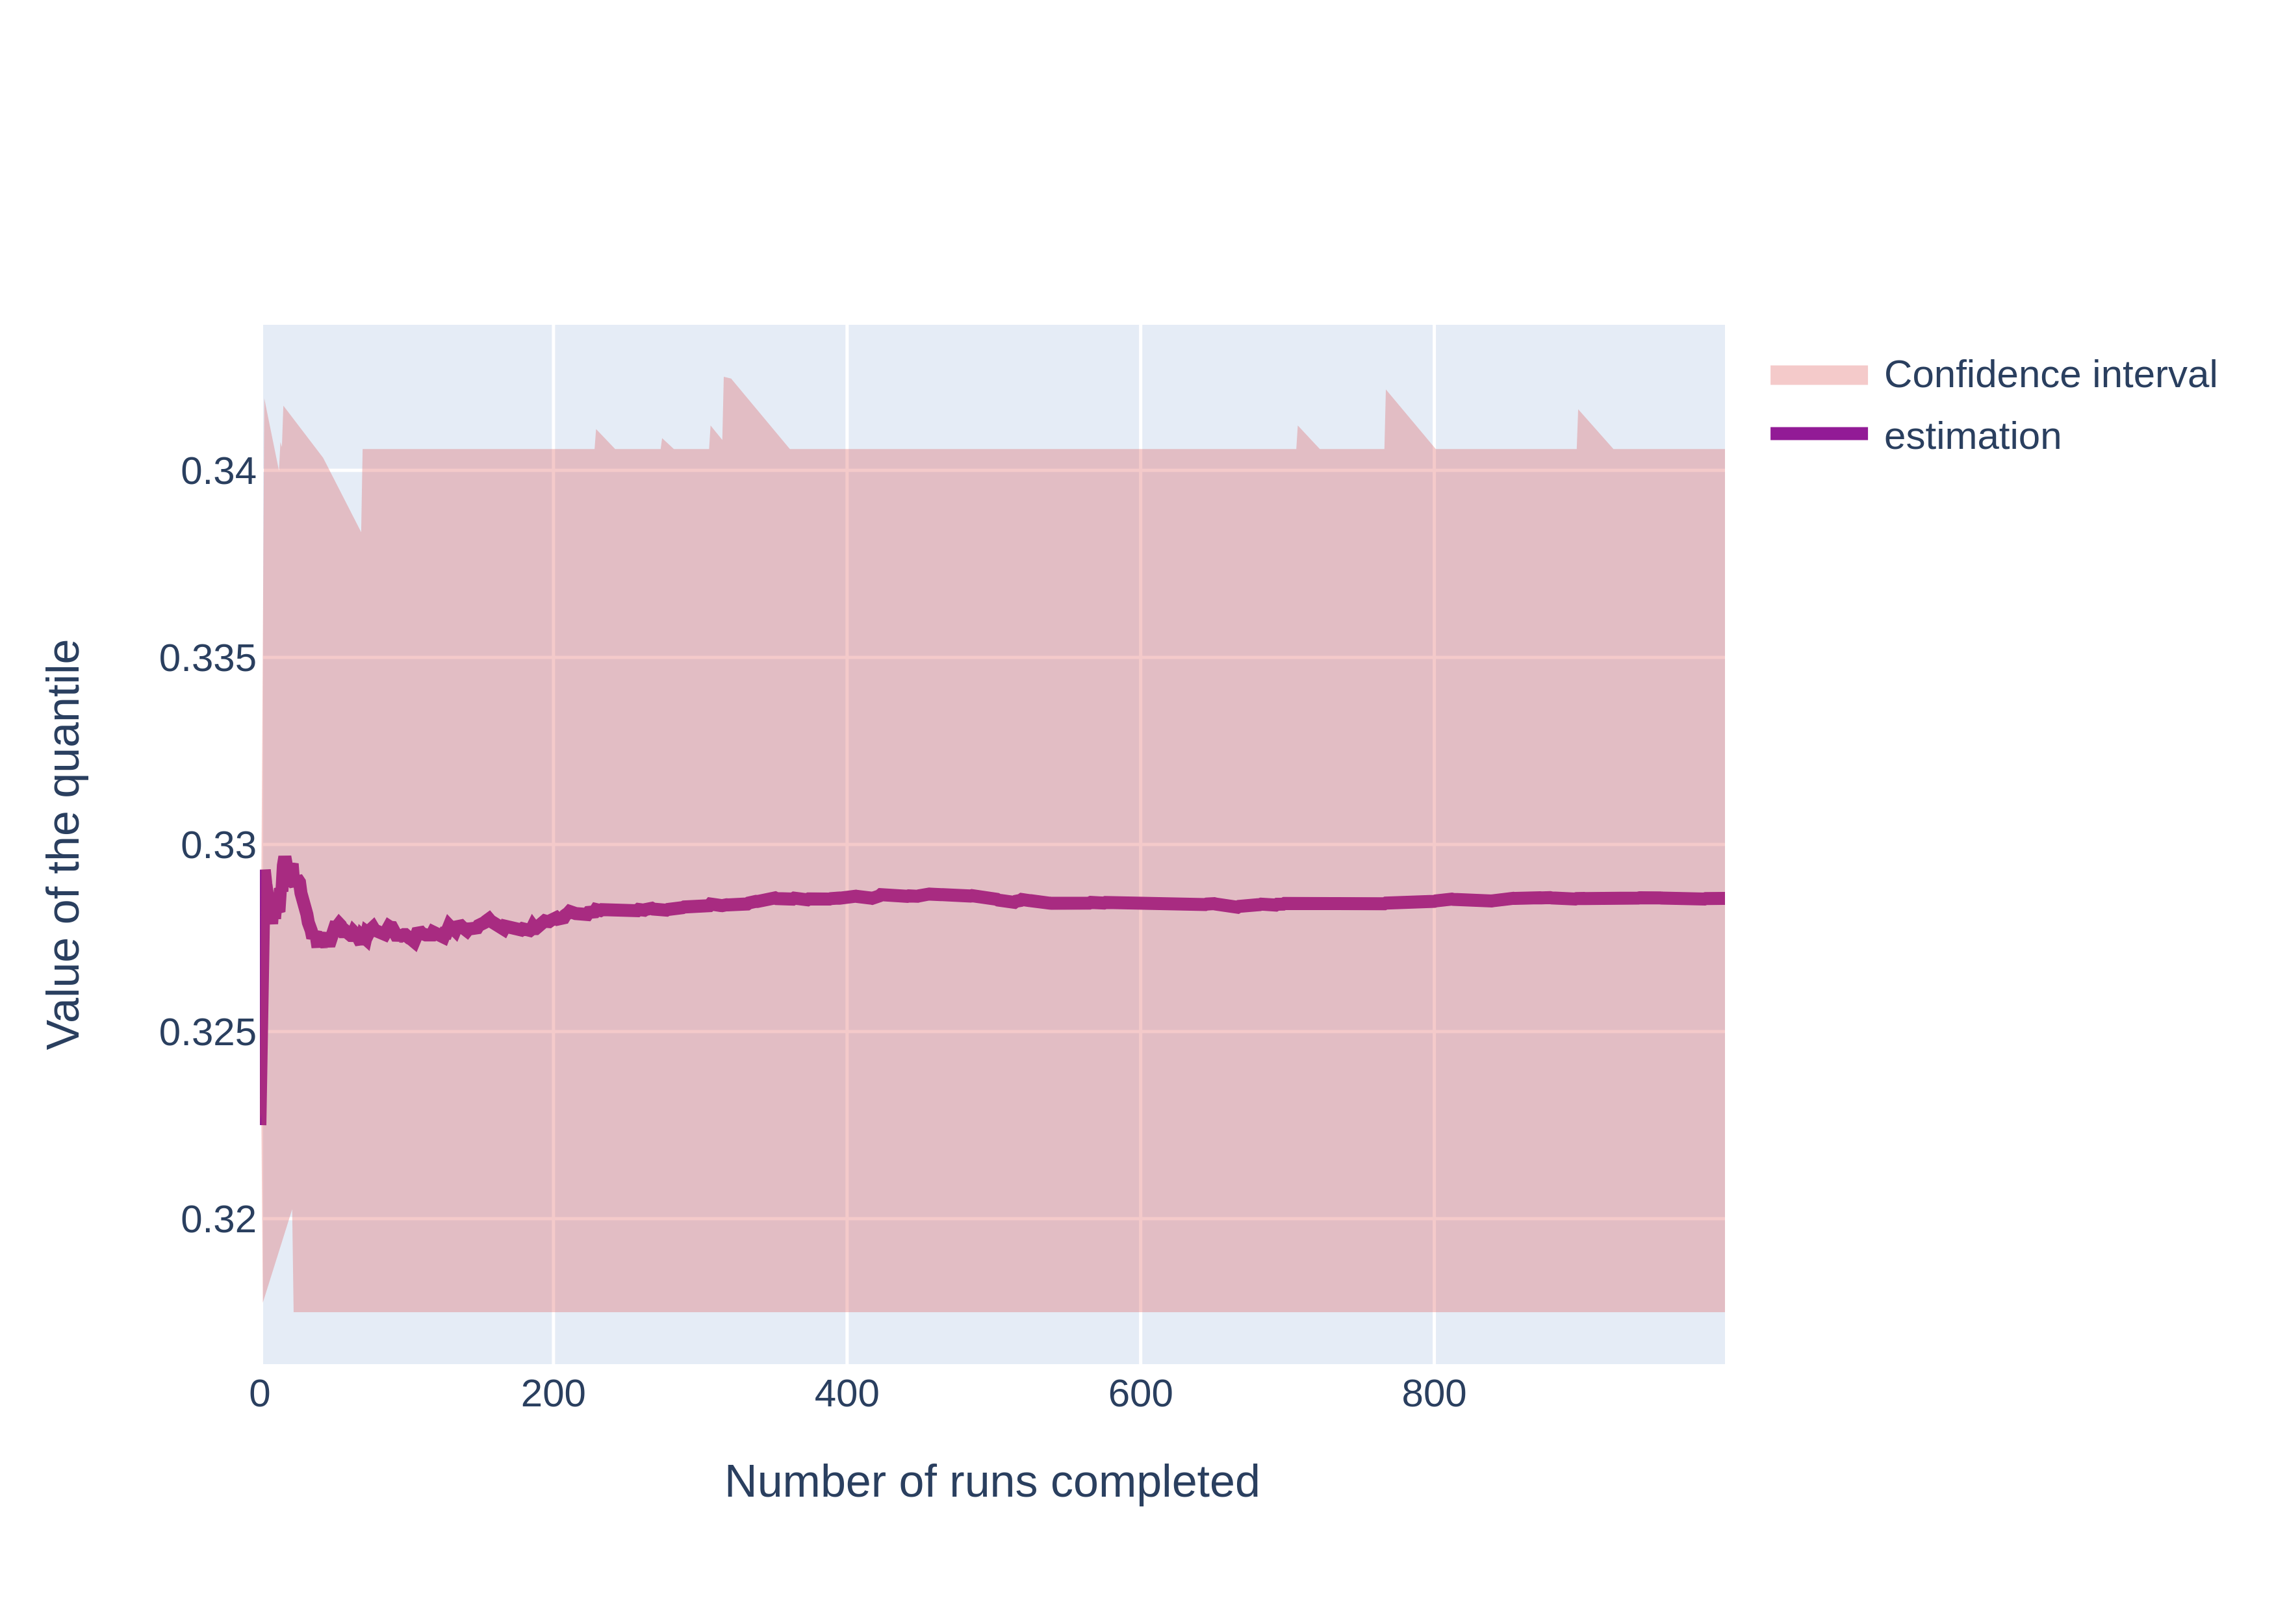 Confidence interval
estimation
Value of the quantile
0.34
0.335
0.33
0.325
0.32
0
200
400
600
800
Number of runs completed